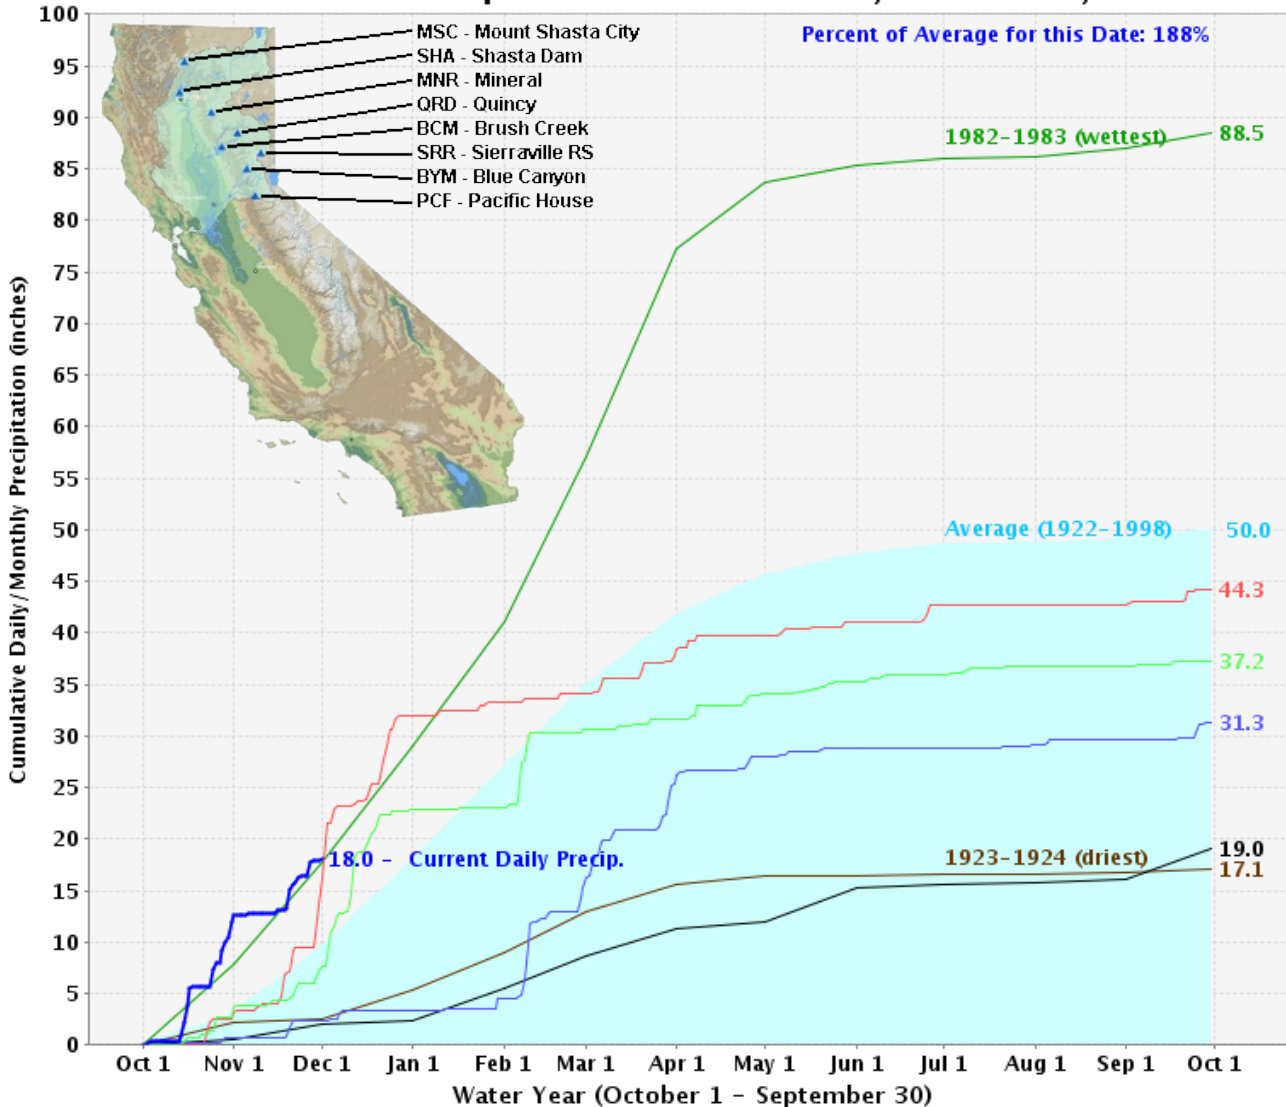 Percent of Average for this Date: 188%
MSC - Mount Shasta City
SHA - Shasta Dam
MNR - Mineral
QRD - Quincy
BCM - Brush Creek
SRR - Sierraville RS
BYM - Blue Canyon
PCF - Pacific House
1982-1983 (wettest)
88.5
Average (1922-1998)
50.0
44.3
37.2
31.3
18.0 - Current Daily Precip.
1923-1924 (driest)
19.0
17.1
Cumulative Daily/Monthly Precipitation (inches)
100
95
90
85
80
75
70
65
60
55
50
45
40
35
30
25
20
15
10
5
0
Oct 1 Nov 1 Dec 1 Jan 1 Feb 1 Mar 1 Apr 1 May 1 Jun 1 Jul 1 Aug 1 Sep 1 Oct 1
Water Year (October 1 - September 30)